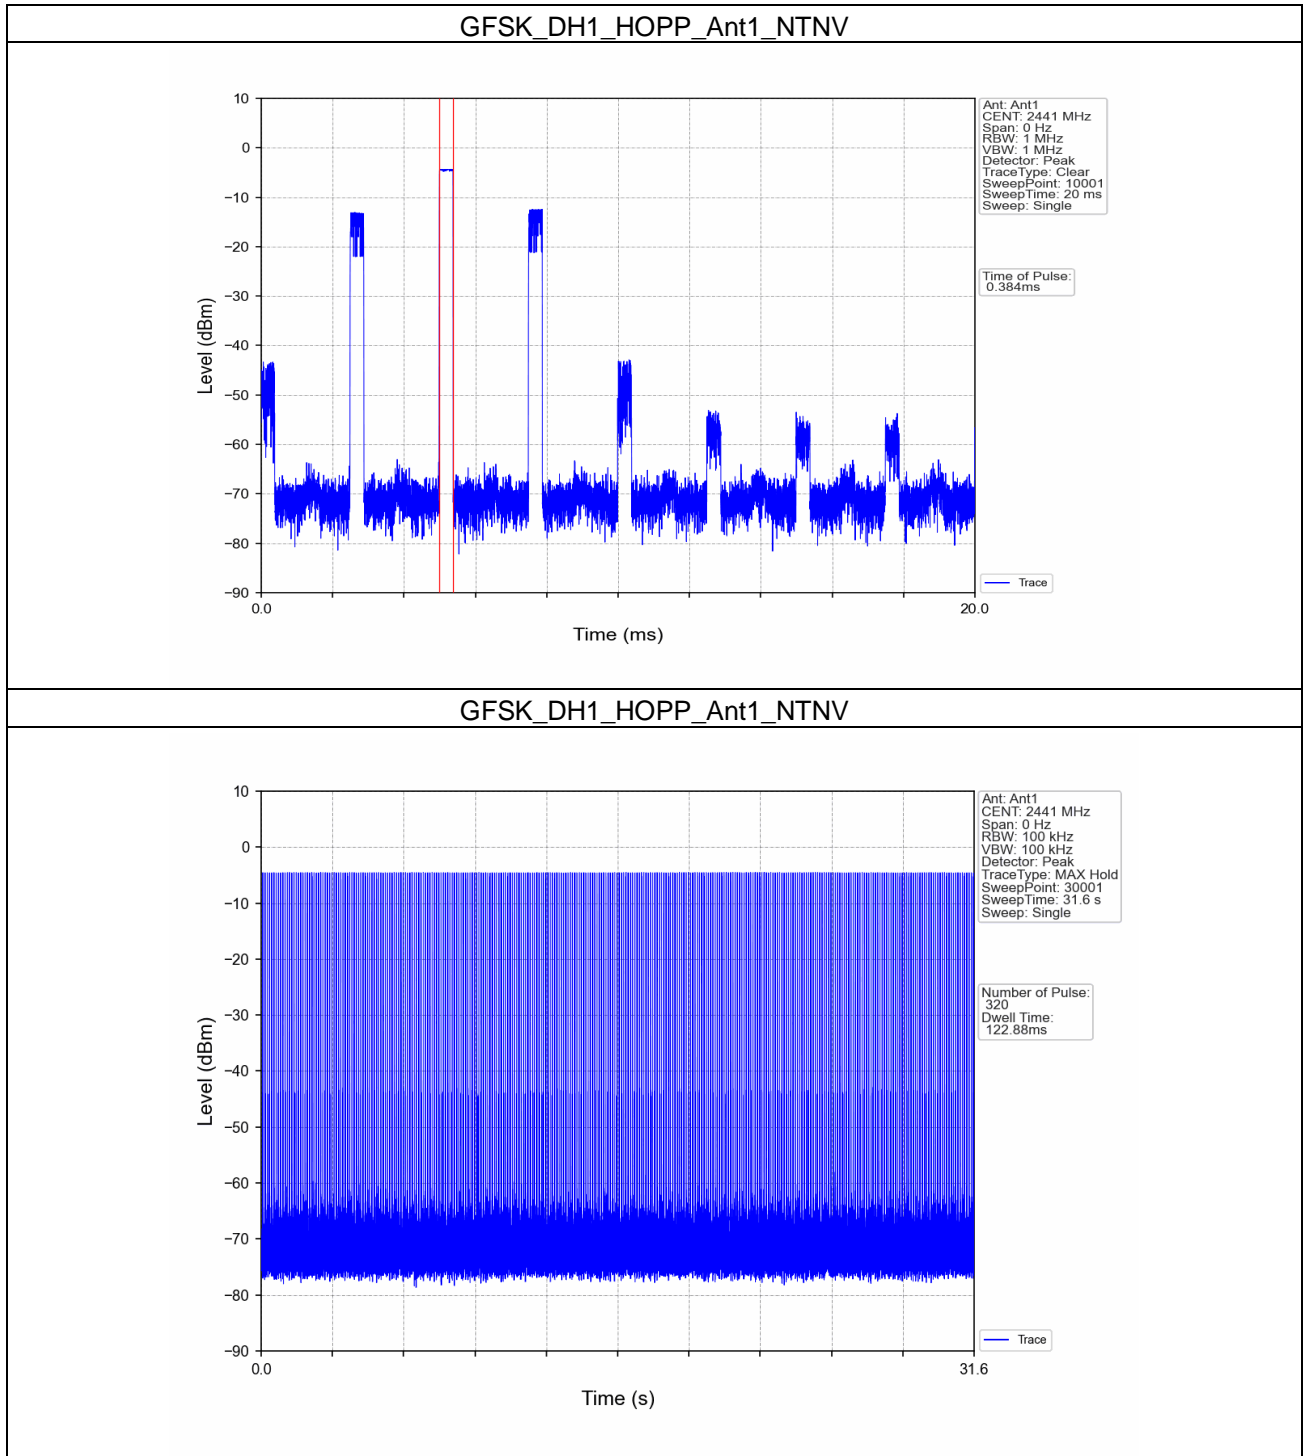 GFSK_DH1_HOPP_Ant1_NTNV
10
0
−10
−20
−30
−40
−50
−60
−70
−80
−90
Level (dBm)
0.0
20.0
Time (ms)
Ant: Ant1
CENT: 2441 MHz
Span: 0 Hz
RBW: 1 MHz
VBW: 1 MHz
Detector: Peak
TraceType: Clear
SweepPoint: 10001
SweepTime: 20 ms
Sweep: Single
Time of Pulse:
0.384ms
Trace
GFSK_DH1_HOPP_Ant1_NTNV
10
0
−10
−20
−30
−40
−50
−60
−70
−80
−90
Level (dBm)
0.0
31.6
Time (s)
Ant: Ant1
CENT: 2441 MHz
Span: 0 Hz
RBW: 100 kHz
VBW: 100 kHz
Detector: Peak
TraceType: MAX Hold
SweepPoint: 30001
SweepTime: 31.6 s
Sweep: Single
Number of Pulse:
320
Dwell Time:
122.88ms
Trace